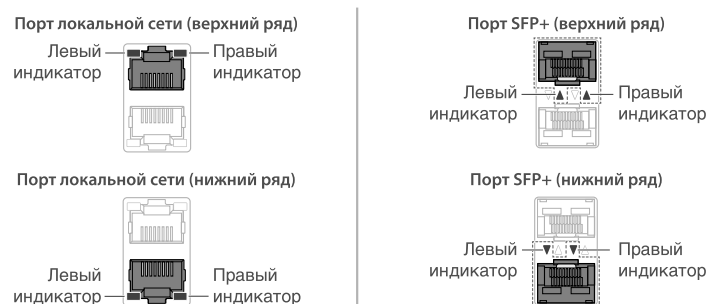 Порт локальной сети (верхний ряд)
Левый
индикатор
Правый
индикатор
Порт SFP+ (верхний ряд)
Левый
индикатор
Правый
индикатор
Порт локальной сети (нижний ряд)
Левый
индикатор
Правый
индикатор
Порт SFP+ (нижний ряд)
Левый
индикатор
Правый
индикатор